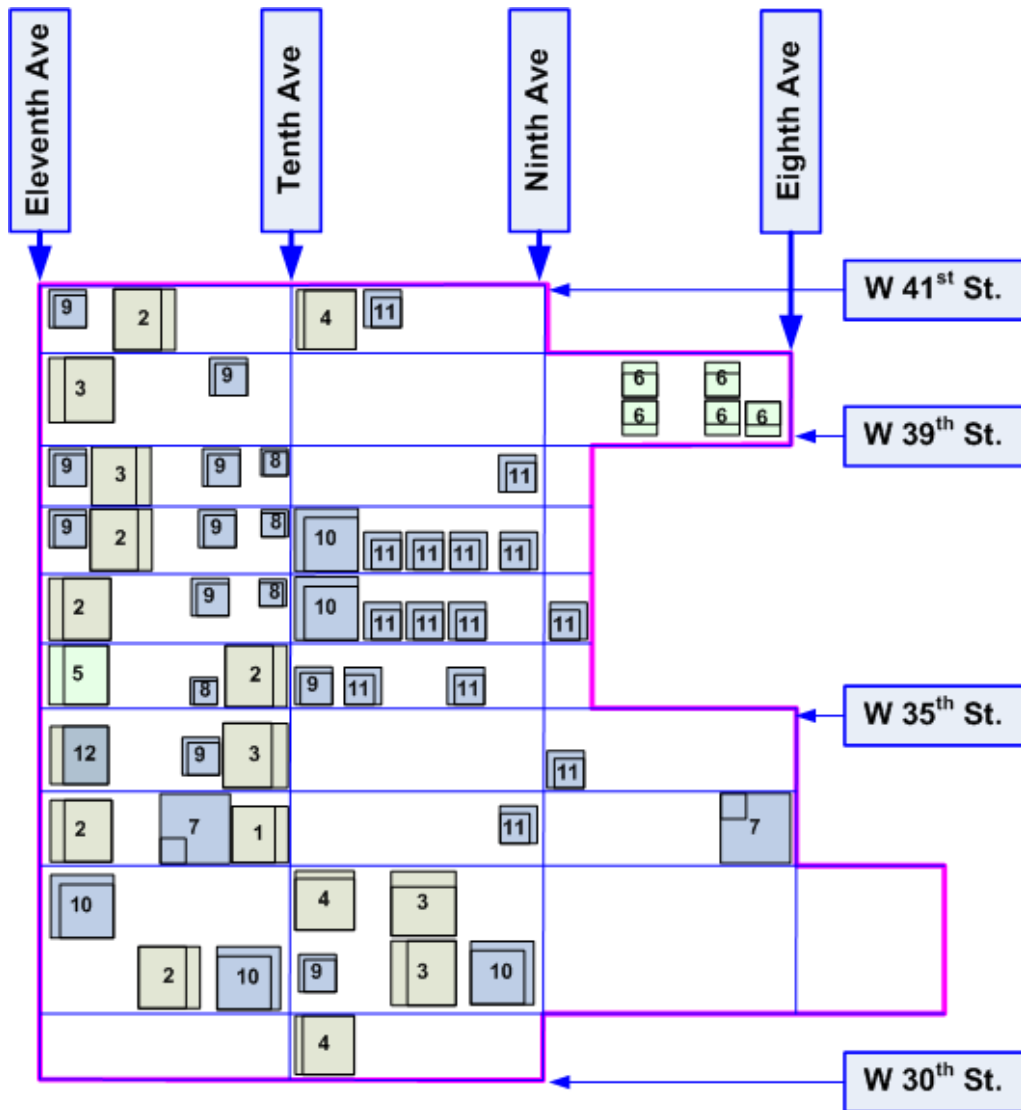 Eleventh Ave
Tenth Ave
Ninth Ave
Eighth Ave
W 41st St.
9 2 4 11
3 9 6 6
6 6 6
W 39th St.
9 3 9 8 11
9 2 9 8 10 11 11 11 11
2 9 8 10 11 11 11 11
5 8 2 9 11 11
W 35th St.
12 9 3 11
2 7 1 11 7
10 4 3
2 10 9 3 10
4
W 30th St.